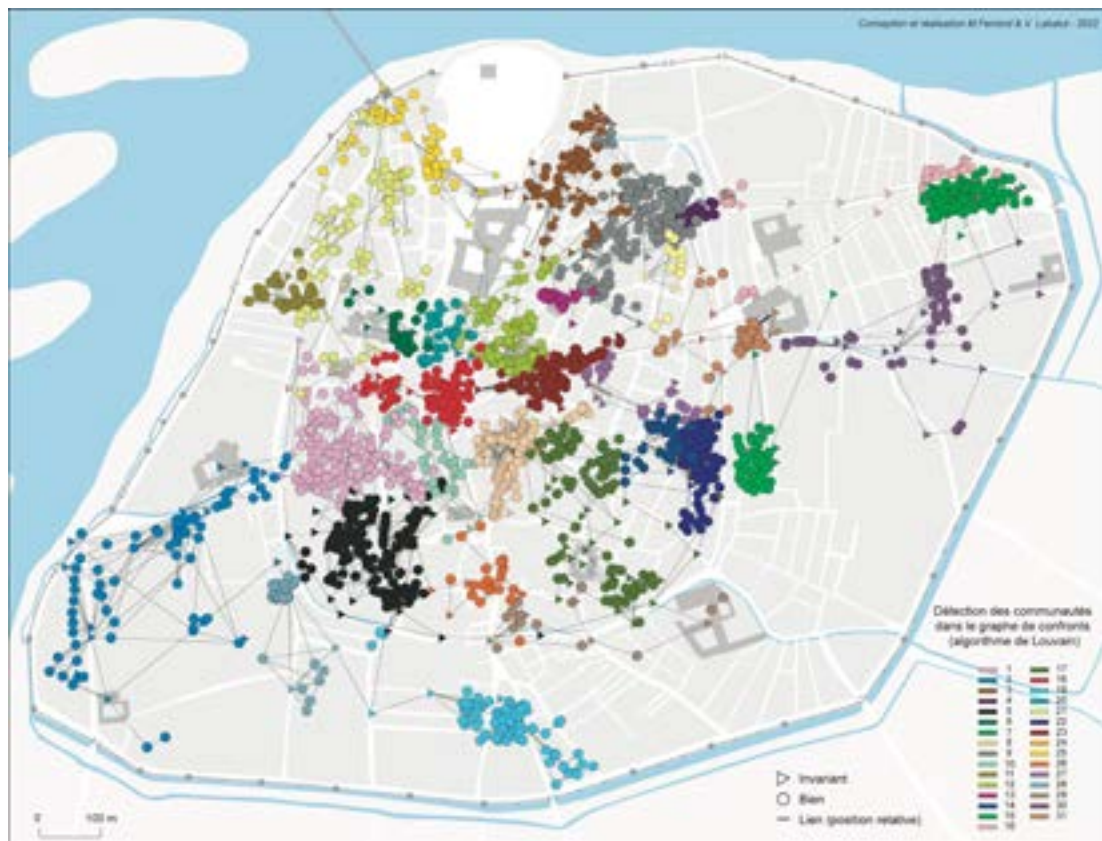 Conception et réalisation M Ferrand & V. Labatut - 2022
Détection des communautés
dans le graphe de confronts
(algorithme de Louvain)
1 17
2 18
3 19
4 20
5 21
6 22
7 23
8 24
9 25
10 26
11 27
12 28
13 29
14 30
15 31
16
Invariant
Bien
Lien (position relative)
0 100 m